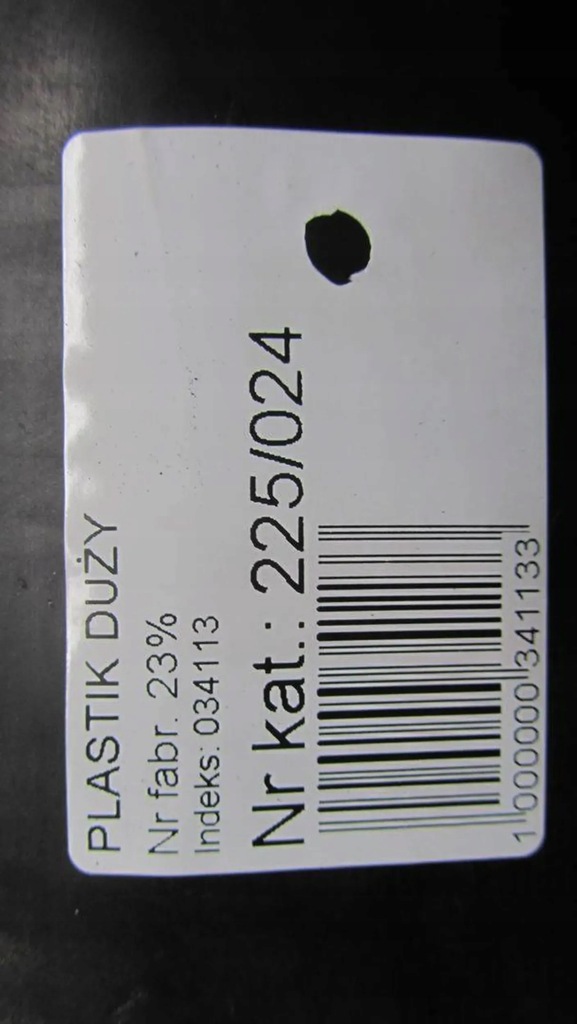 PLASTIK DUŻY
Nr fabr. 23%
Indeks: 034113
Nr kat.: 225/024
1 000000 341133